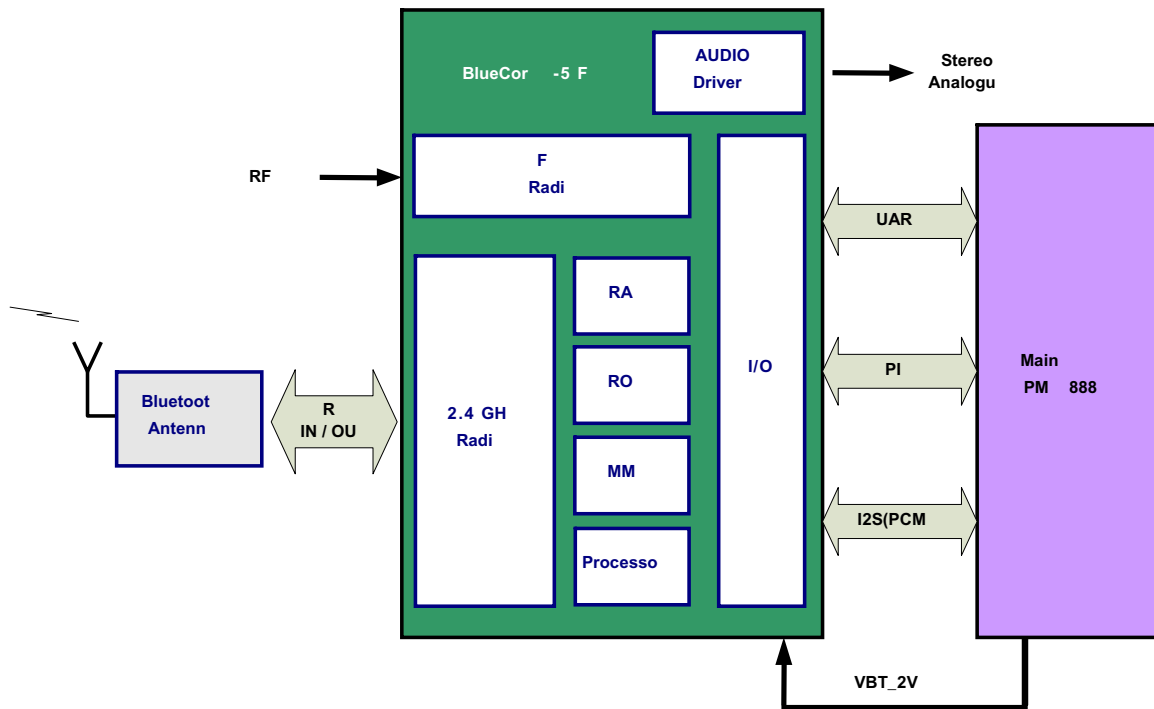 BlueCor -5 F
AUDIO
Driver
Stereo
Analogu
RF
F
Radi
UAR
RA
RO
I/O
PI
Main
PM 888
Bluetoot
Antenn
R
IN / OU
2.4 GH
Radi
MM
I2S(PCM
Processo
VBT_2V